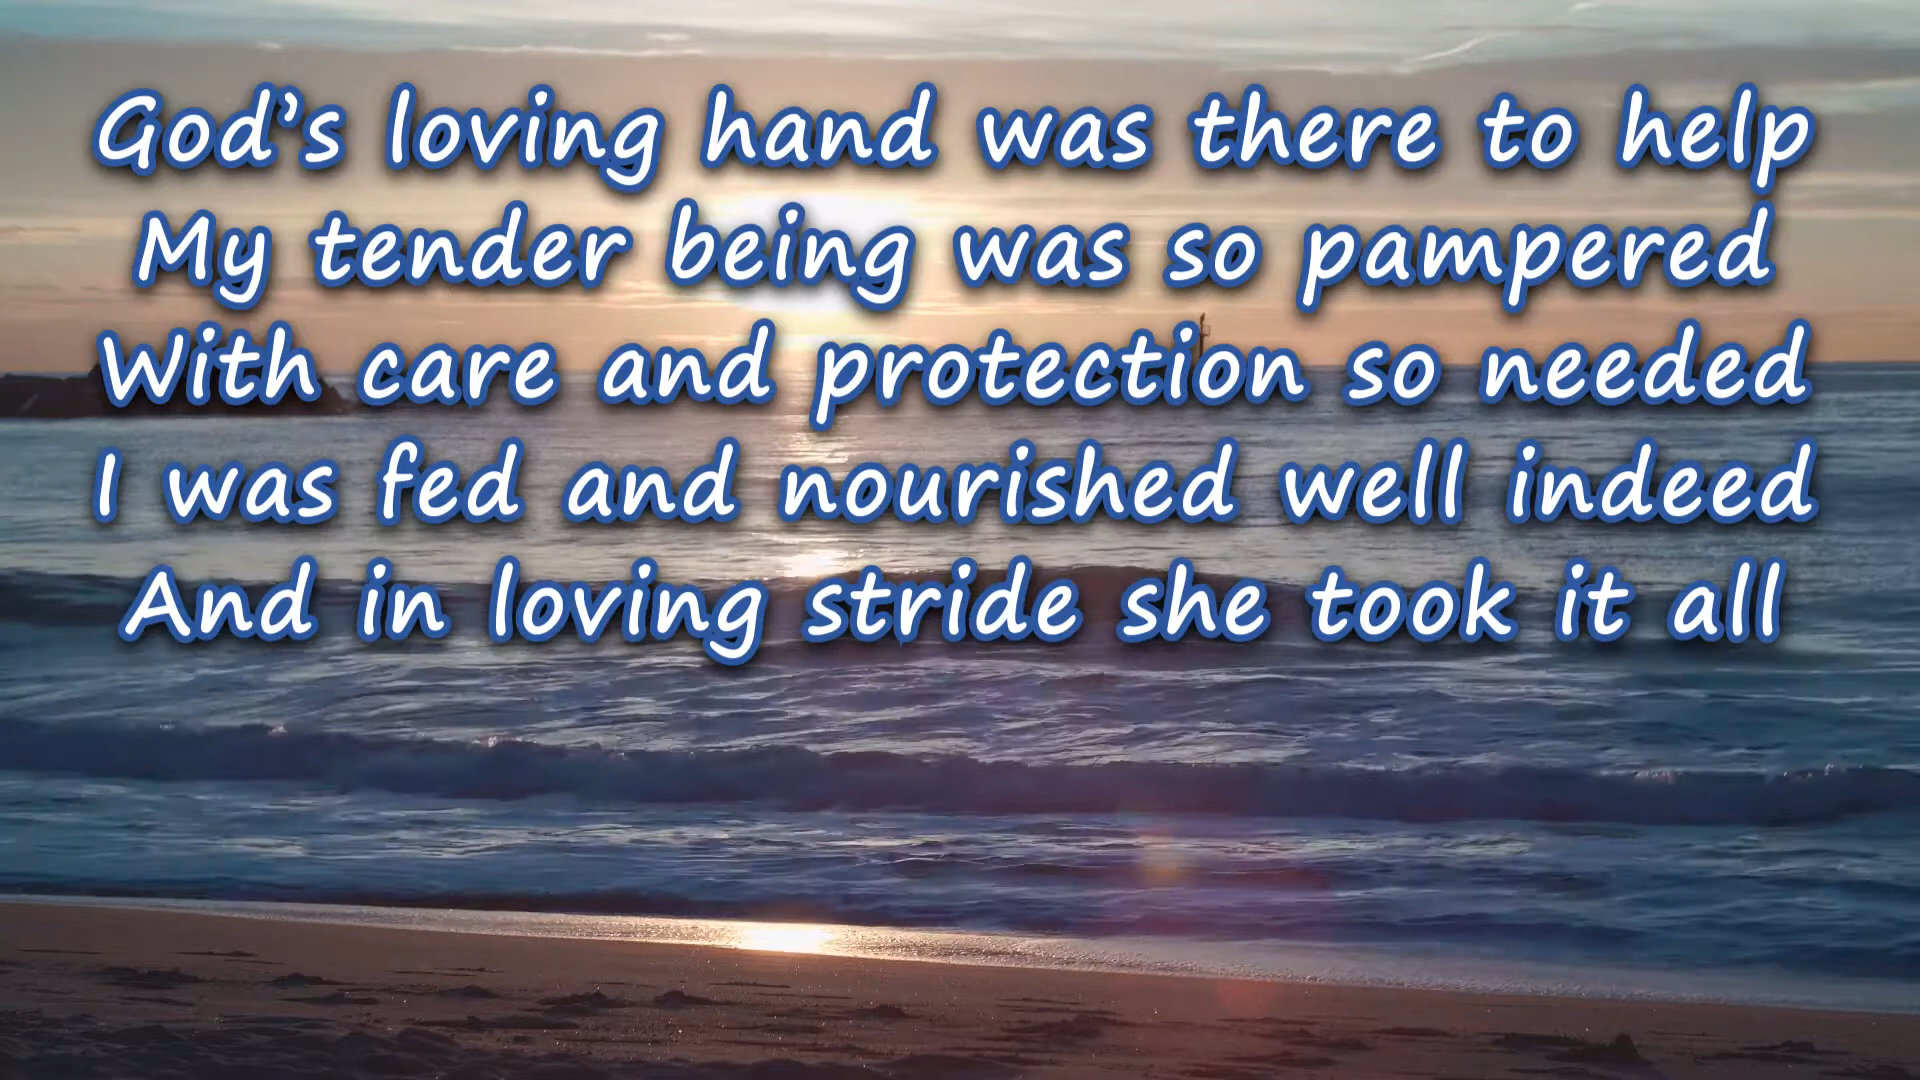 God’s loving hand was there to help
My tender being was so pampered
With care and protection so needed
I was fed and nourished well indeed
And in loving stride she took it all